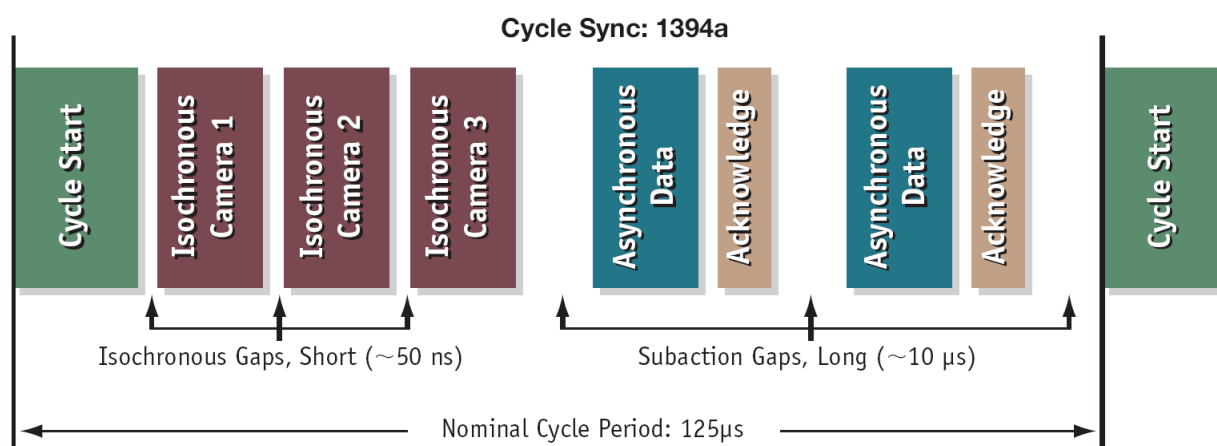 Cycle Sync: 1394a
Cycle Start
Isochronous
Camera 1
Isochronous
Camera 2
Isochronous
Camera 3
Asynchronous
Data
Acknowledge
Asynchronous
Data
Acknowledge
Cycle Start
Isochronous Gaps, Short (~50 ns)
Subaction Gaps, Long (~10 µs)
Nominal Cycle Period: 125µs